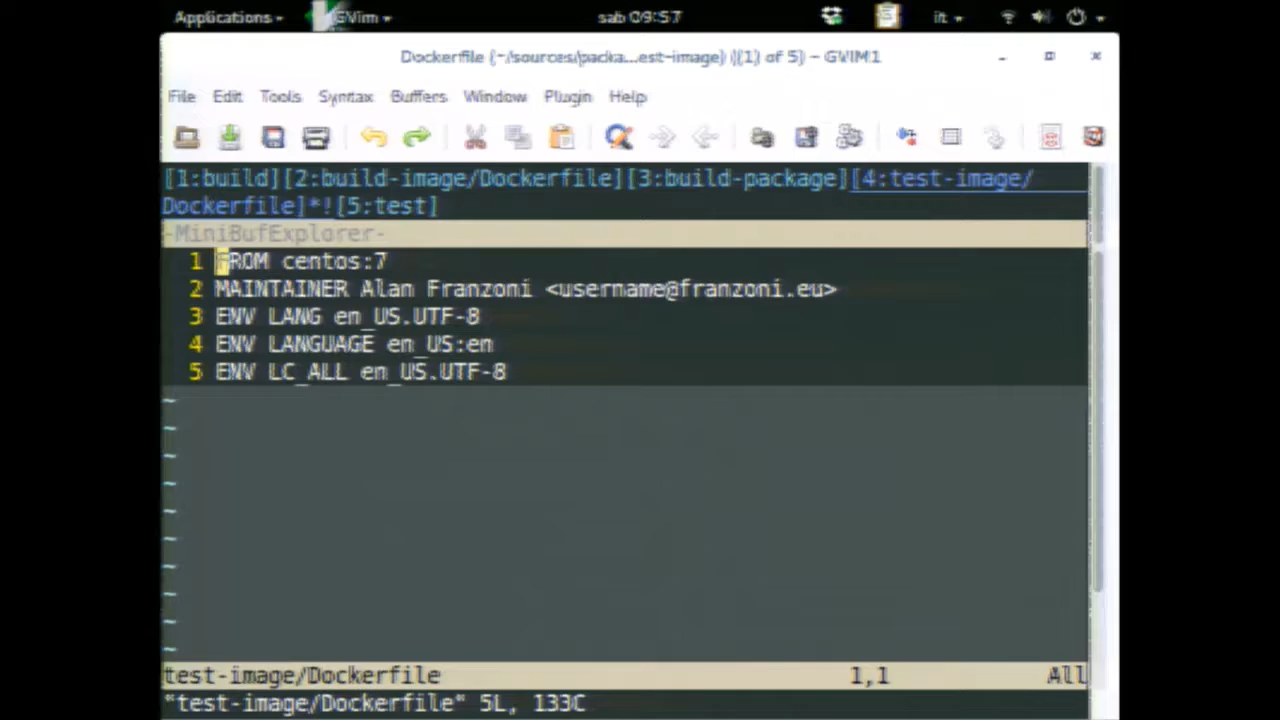 Applications GVim sab 09:57 it
Dockerfile (~/sources/packa...est-image) ((1) of 5) - GVIM1
File Edit Tools Syntax Buffers Window Plugin Help
[1:build][2:build-image/Dockerfile][3:build-package][4:test-image/
Dockerfile]*![5:test]
-MiniBufExplorer-
1 FROM centos:7
2 MAINTAINER Alan Franzoni <username@franzoni.eu>
3 ENV LANG en_US.UTF-8
4 ENV LANGUAGE en_US:en
5 ENV LC_ALL en_US.UTF-8
~
~
~
~
~
~
~
~
~
~
test-image/Dockerfile 1,1 All
"test-image/Dockerfile" 5L, 133C